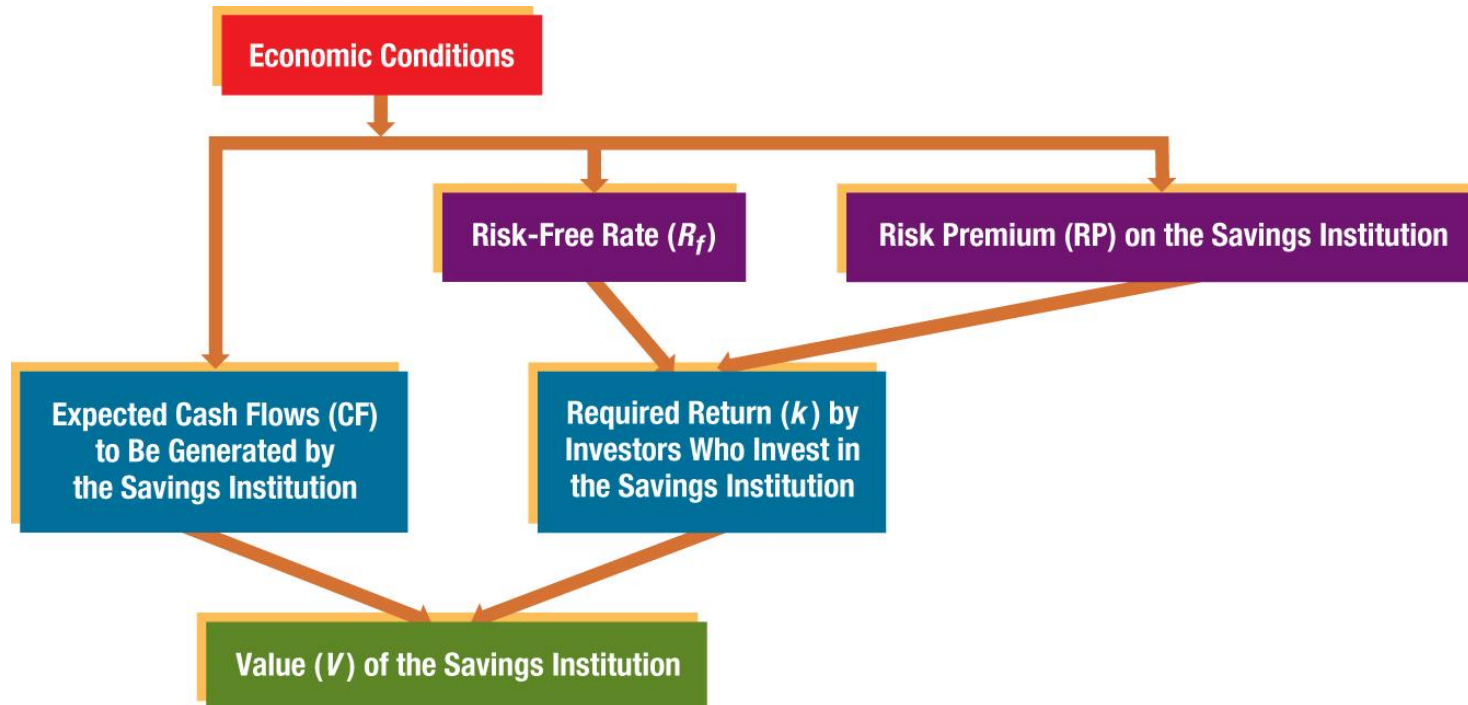 Economic Conditions
Risk-Free Rate (Rf)
Risk Premium (RP) on the Savings Institution
Expected Cash Flows (CF)
to Be Generated by
the Savings Institution
Required Return (k) by
Investors Who Invest in
the Savings Institution
Value (V) of the Savings Institution